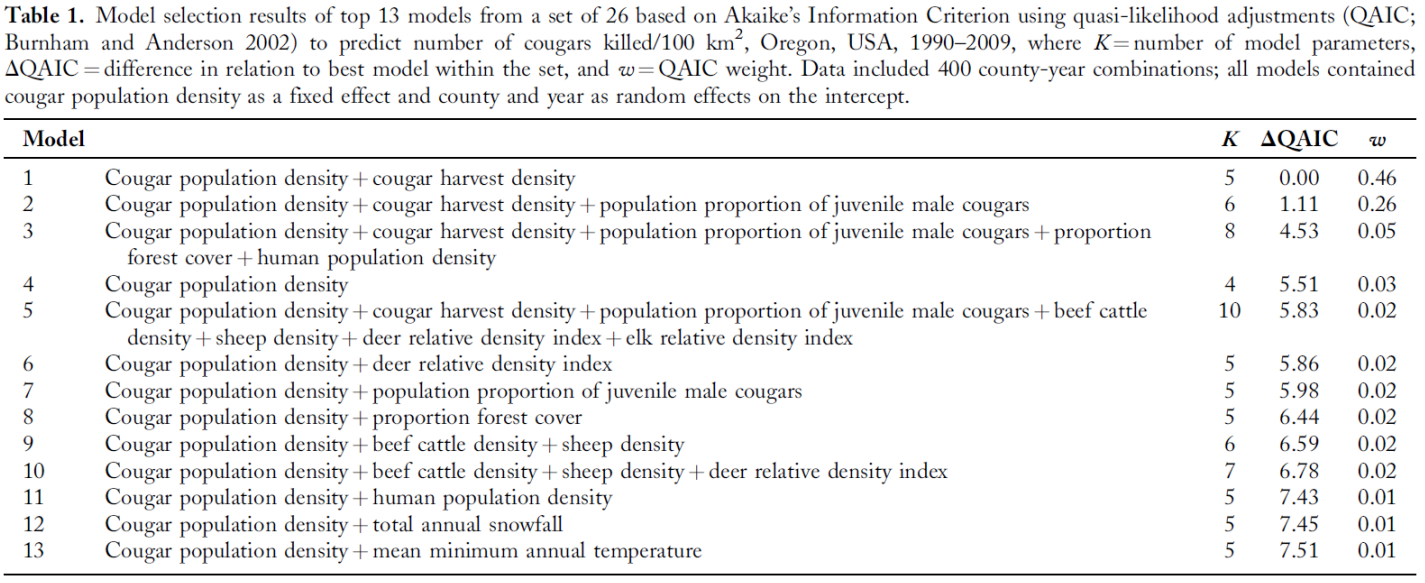 Table 1. Model selection results of top 13 models from a set of 26 based on Akaike’s Information Criterion using quasi-likelihood adjustments (QAIC;
Burnham and Anderson 2002) to predict number of cougars killed/100 km², Oregon, USA, 1990–2009, where K = number of model parameters,
ΔQAIC = difference in relation to best model within the set, and w = QAIC weight. Data included 400 county-year combinations; all models contained
cougar population density as a fixed effect and county and year as random effects on the intercept.
Model K ΔQAIC w
1 Cougar population density + cougar harvest density 5 0.00 0.46
2 Cougar population density + cougar harvest density + population proportion of juvenile male cougars 6 1.11 0.26
3 Cougar population density + cougar harvest density + population proportion of juvenile male cougars + proportion 8 4.53 0.05
forest cover + human population density
4 Cougar population density 4 5.51 0.03
5 Cougar population density + cougar harvest density + population proportion of juvenile male cougars + beef cattle 10 5.83 0.02
density + sheep density + deer relative density index + elk relative density index
6 Cougar population density + deer relative density index 5 5.86 0.02
7 Cougar population density + population proportion of juvenile male cougars 5 5.98 0.02
8 Cougar population density + proportion forest cover 5 6.44 0.02
9 Cougar population density + beef cattle density + sheep density 6 6.59 0.02
10 Cougar population density + beef cattle density + sheep density + deer relative density index 7 6.78 0.02
11 Cougar population density + human population density 5 7.43 0.01
12 Cougar population density + total annual snowfall 5 7.45 0.01
13 Cougar population density + mean minimum annual temperature 5 7.51 0.01